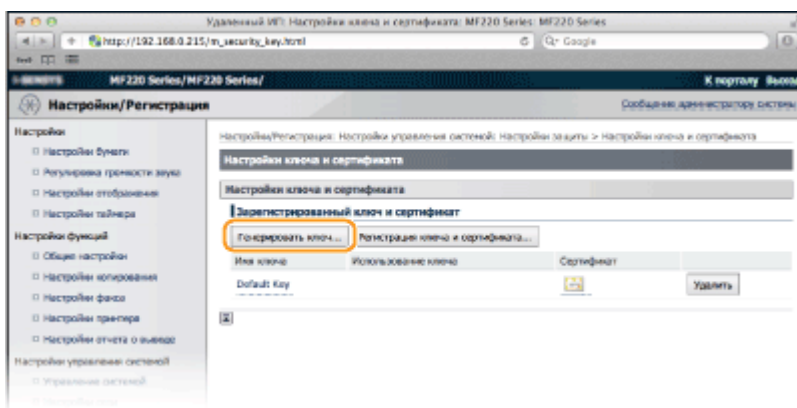 Удаленный ИП: Настройки ключа и сертификата: MF220 Series: MF220 Series
http://192.168.0.215/m_security_key.html
Google
MF220 Series/MF220 Series/
К порталу
Настройки/Регистрация
Сообщение администратору системы
Настройки/Регистрация: Настройки управления системой: Настройки защиты > Настройки ключа и сертификата
Настройки
Настройки бумаги
Регулировка громкости звука
Настройки отображения
Настройки таймера
Настройки функций
Общие настройки
Настройки копирования
Настройки факса
Настройки принтера
Настройки отчета о выводе
Настройки управления системой
Управление системой
Настройки ключа и сертификата
Настройки ключа и сертификата
Зарегистрированный ключ и сертификат
Генерировать ключ... Регистрация ключа и сертификата...
Имя ключа Использование ключа Сертификат
Default Key Удалить